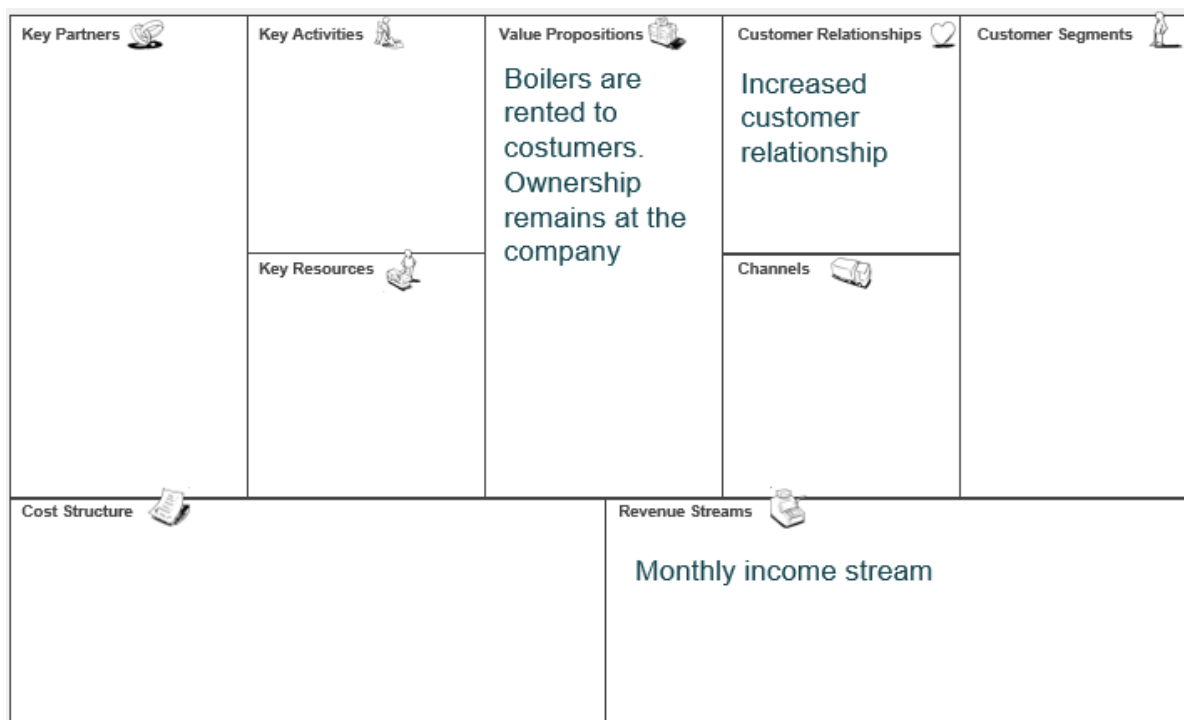 Key Partners
Key Activities
Value Propositions
Boilers are
rented to
costumers.
Ownership
remains at the
company
Customer Relationships
Increased
customer
relationship
Customer Segments
Key Resources
Channels
Cost Structure
Revenue Streams
Monthly income stream